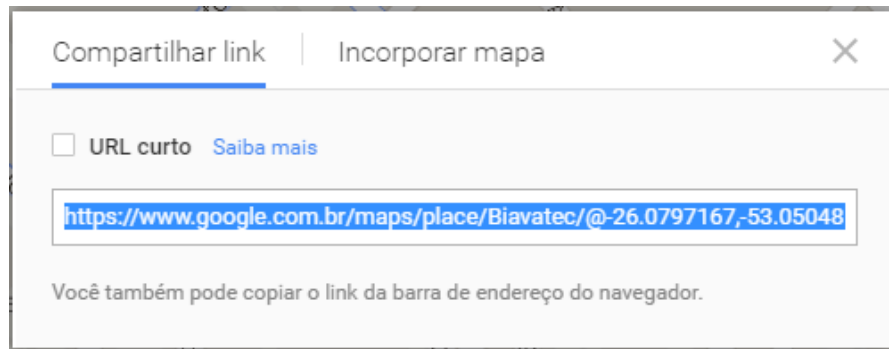 Compartilhar link
Incorporar mapa
URL curto Saiba mais
https://www.google.com.br/maps/place/Biavatec/@-26.0797167,-53.05048
Você também pode copiar o link da barra de endereço do navegador.